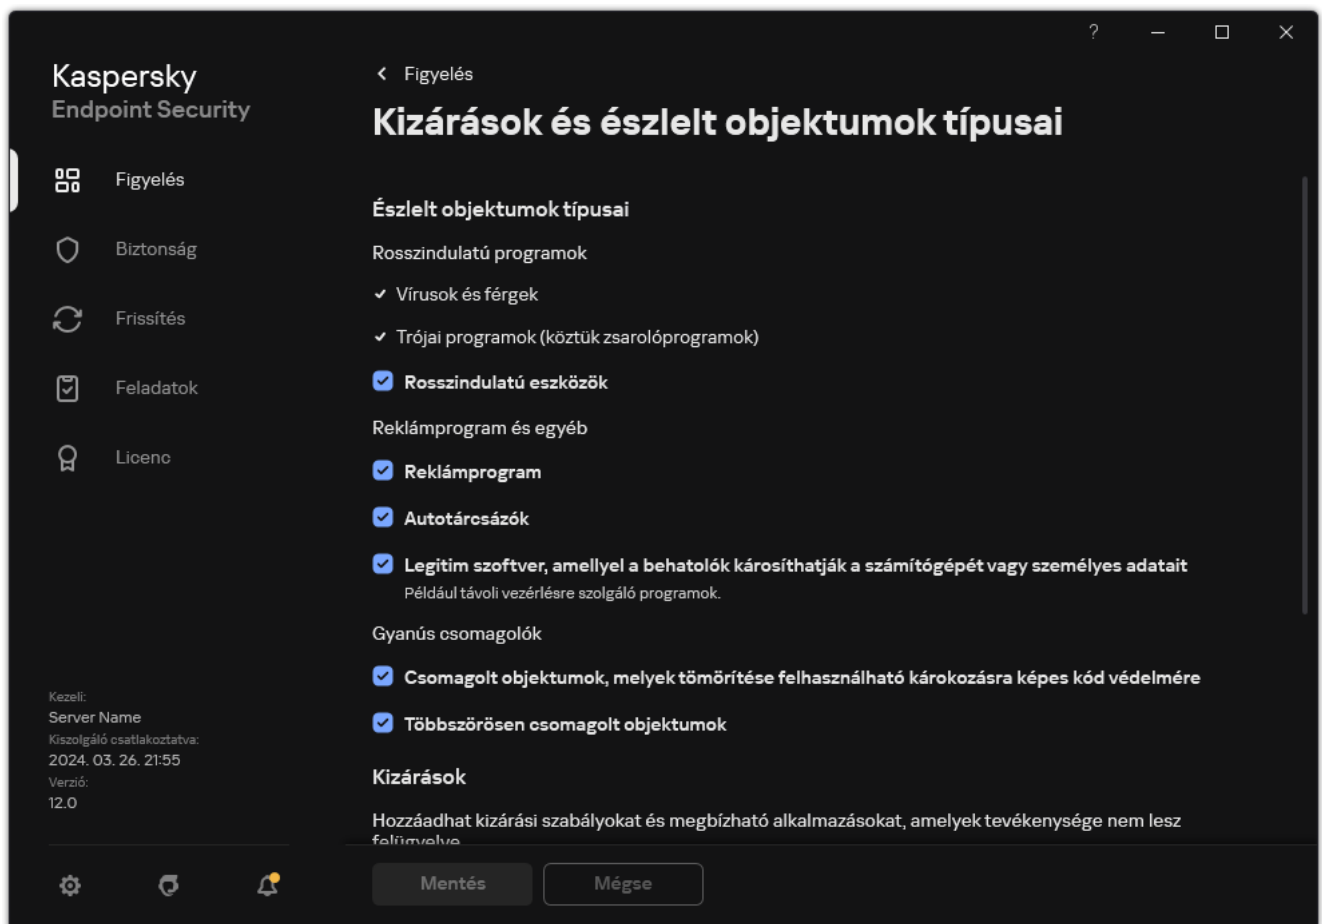 ?
Kaspersky
Endpoint Security
Figyelés
Biztonság
Frissítés
Feladatok
Licenc
Kezeli:
Server Name
Kiszolgáló csatlakoztatva:
2024. 03. 26. 21:55
Verzió:
12.0
Figyelés
Kizárások és észlelt objektumok típusai
Észlelt objektumok típusai
Rosszindulatú programok
Vírusok és férgek
Trójai programok (köztük zsarolóprogramok)
Rosszindulatú eszközök
Reklámprogram és egyéb
Reklámprogram
Autotárcsázók
Legitim szoftver, amellyel a behatolók károsíthatják a számítógépét vagy személyes adatait
Például távoli vezérlésre szolgáló programok.
Gyanús csomagolók
Csomagolt objektumok, melyek tömörítése felhasználható károkozásra képes kód védelmére
Többszörösen csomagolt objektumok
Kizárások
Hozzáadhat kizárási szabályokat és megbízható alkalmazásokat, amelyek tevékenysége nem lesz
felügyelve
Mentés
Mégse